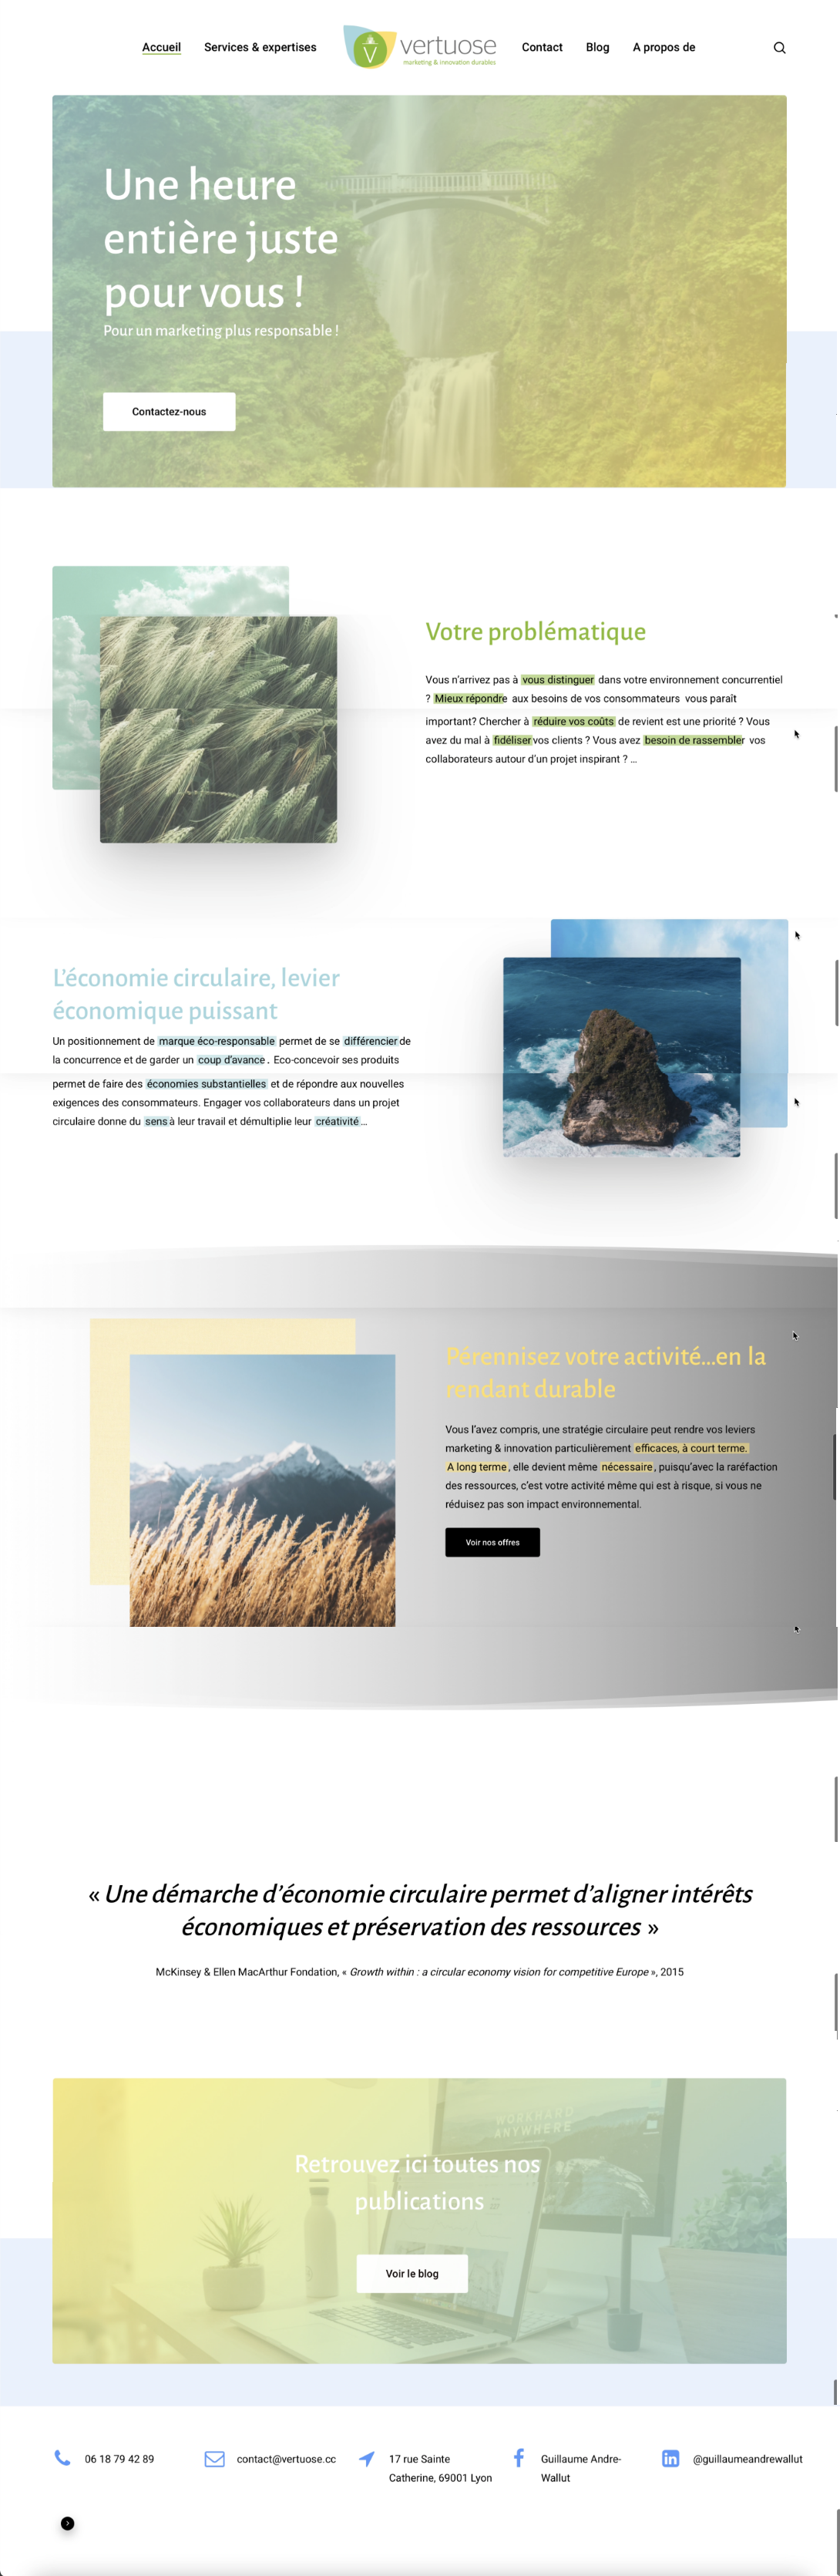 Accueil
Services & expertises
vertuose
marketing & innovation durables
Contact
Blog
A propos de
Une heure
entière juste
pour vous !
Pour un marketing plus responsable !
Contactez-nous
Votre problématique
Vous n'arrivez pas à vous distinguer dans votre environnement concurrentiel
? Mieux répondre aux besoins de vos consommateurs vous paraît
important? Chercher à réduire vos coûts de revient est une priorité ? Vous
avez du mal à fidéliser vos clients ? Vous avez besoin de rassembler vos
collaborateurs autour d'un projet inspirant ? ...
L'économie circulaire, levier
économique puissant
Un positionnement de marque éco-responsable permet de se différencier de
la concurrence et de garder un coup d'avance . Eco-concevoir ses produits
permet de faire des économies substantielles et de répondre aux nouvelles
exigences des consommateurs. Engager vos collaborateurs dans un projet
circulaire donne du sens à leur travail et démultiplie leur créativité ...
Pérennisez votre activité...en la
rendant durable
Vous l'avez compris, une stratégie circulaire peut rendre vos leviers
marketing & innovation particulièrement efficaces, à court terme.
A long terme , elle devient même nécessaire , puisqu'avec la raréfaction
des ressources, c'est votre activité même qui est à risque, si vous ne
réduisez pas son impact environnemental.
Voir nos offres
« Une démarche d'économie circulaire permet d'aligner intérêts
économiques et préservation des ressources »
McKinsey & Ellen MacArthur Fondation, « Growth within : a circular economy vision for competitive Europe », 2015
WORK HARD
ANYWHERE
Retrouvez ici toutes nos
publications
Voir le blog
06 18 79 42 89
contact@vertuose.cc
17 rue Sainte
Catherine, 69001 Lyon
Guillaume Andre-
Wallut
@guillaumeandrewallut